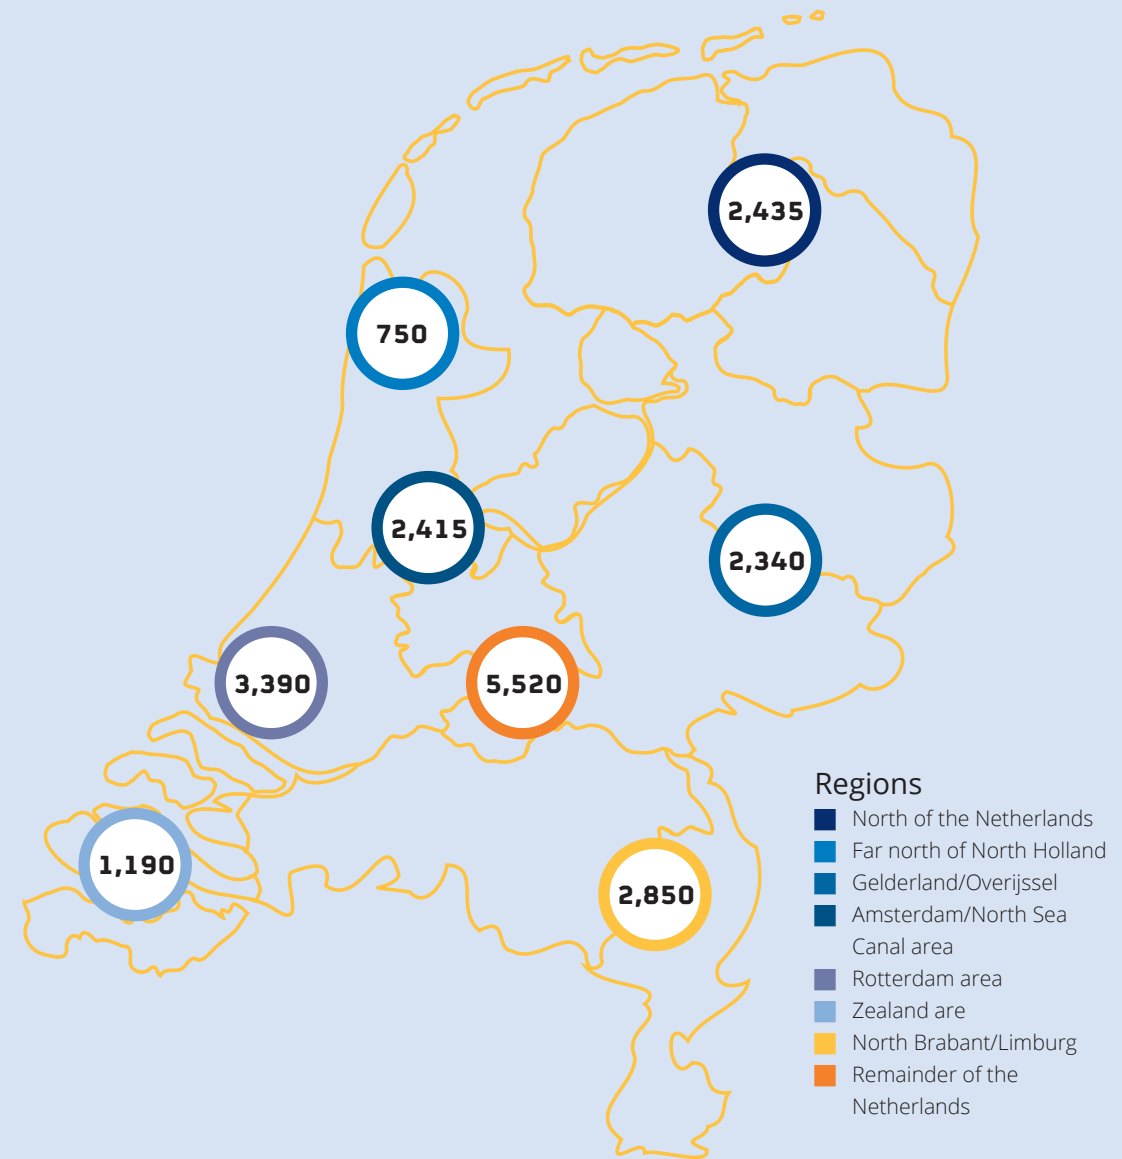 2,435
750
2,415
2,340
3,390
5,520
1,190
2,850
Regions
North of the Netherlands
Far north of North Holland
Gelderland/Overijssel
Amsterdam/North Sea
Canal area
Rotterdam area
Zealand are
North Brabant/Limburg
Remainder of the
Netherlands